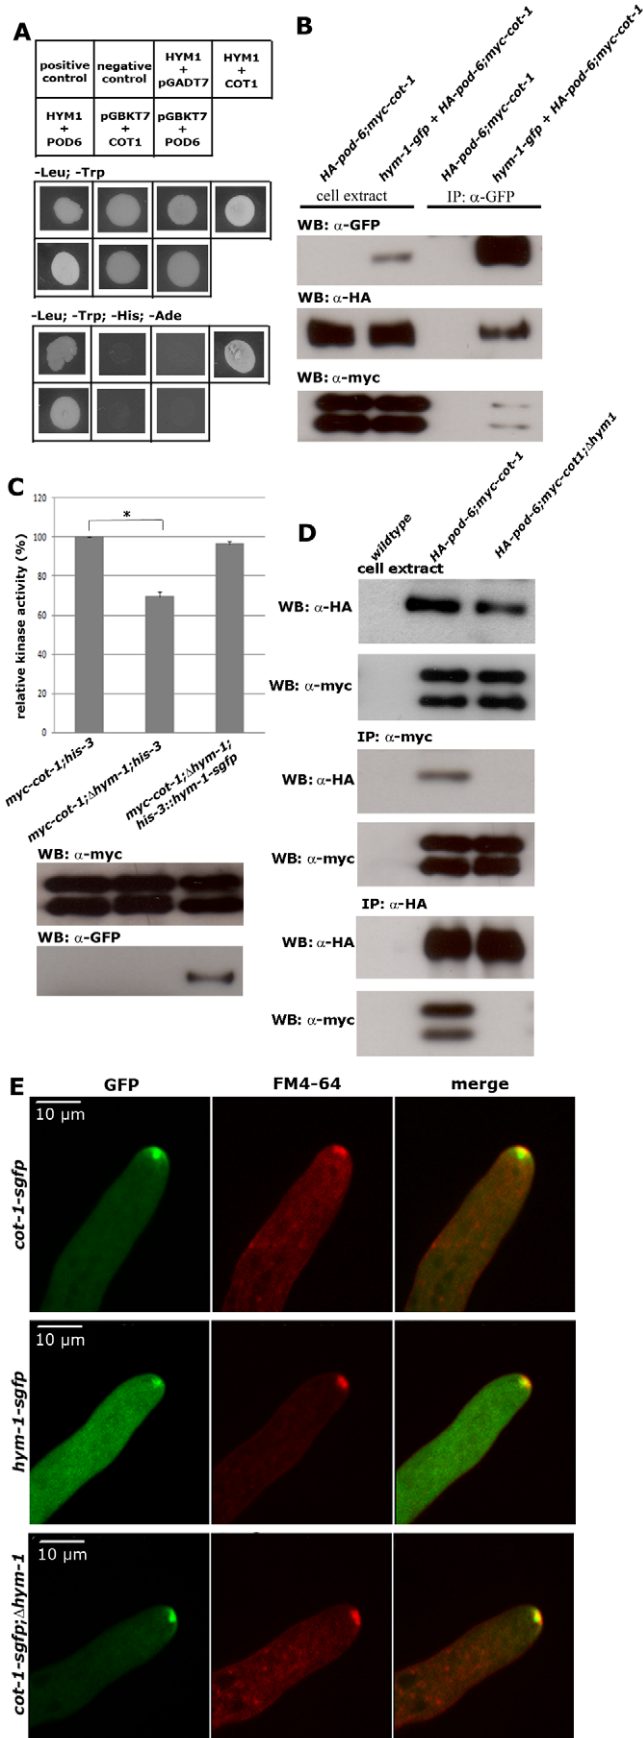 A
positive control
negative control
HYM1 + pGADT7
HYM1 + COT1
HYM1 + POD6
pGBKT7 + COT1
pGBKT7 + POD6
-Leu; -Trp
-Leu; -Trp; -His; -Ade
B
HA-pod-6;myc-cot-1
hym-1-gfp + HA-pod-6;myc-cot-1
HA-pod-6;myc-cot-1
hym-1-gfp + HA-pod-6;myc-cot-1
cell extract
IP: α-GFP
WB: α-GFP
WB: α-HA
WB: α-myc
C
relative kinase activity (%)
120
100
80
60
40
20
0
*
myc-cot-1;his-3
myc-cot-1;Δhym-1;his-3
myc-cot-1;Δhym-1;
his-3::hym-1-sgfp
WB: α-myc
WB: α-GFP
D
wildtype
HA-pod-6;myc-cot-1
HA-pod-6;myc-cot1;Δhym1
cell extract
WB: α-HA
WB: α-myc
IP: α-myc
WB: α-HA
WB: α-myc
IP: α-HA
WB: α-HA
WB: α-myc
E
GFP
FM4-64
merge
10 µm
cot-1-sgfp
10 µm
hym-1-sgfp
10 µm
cot-1-sgfp;Δhym-1